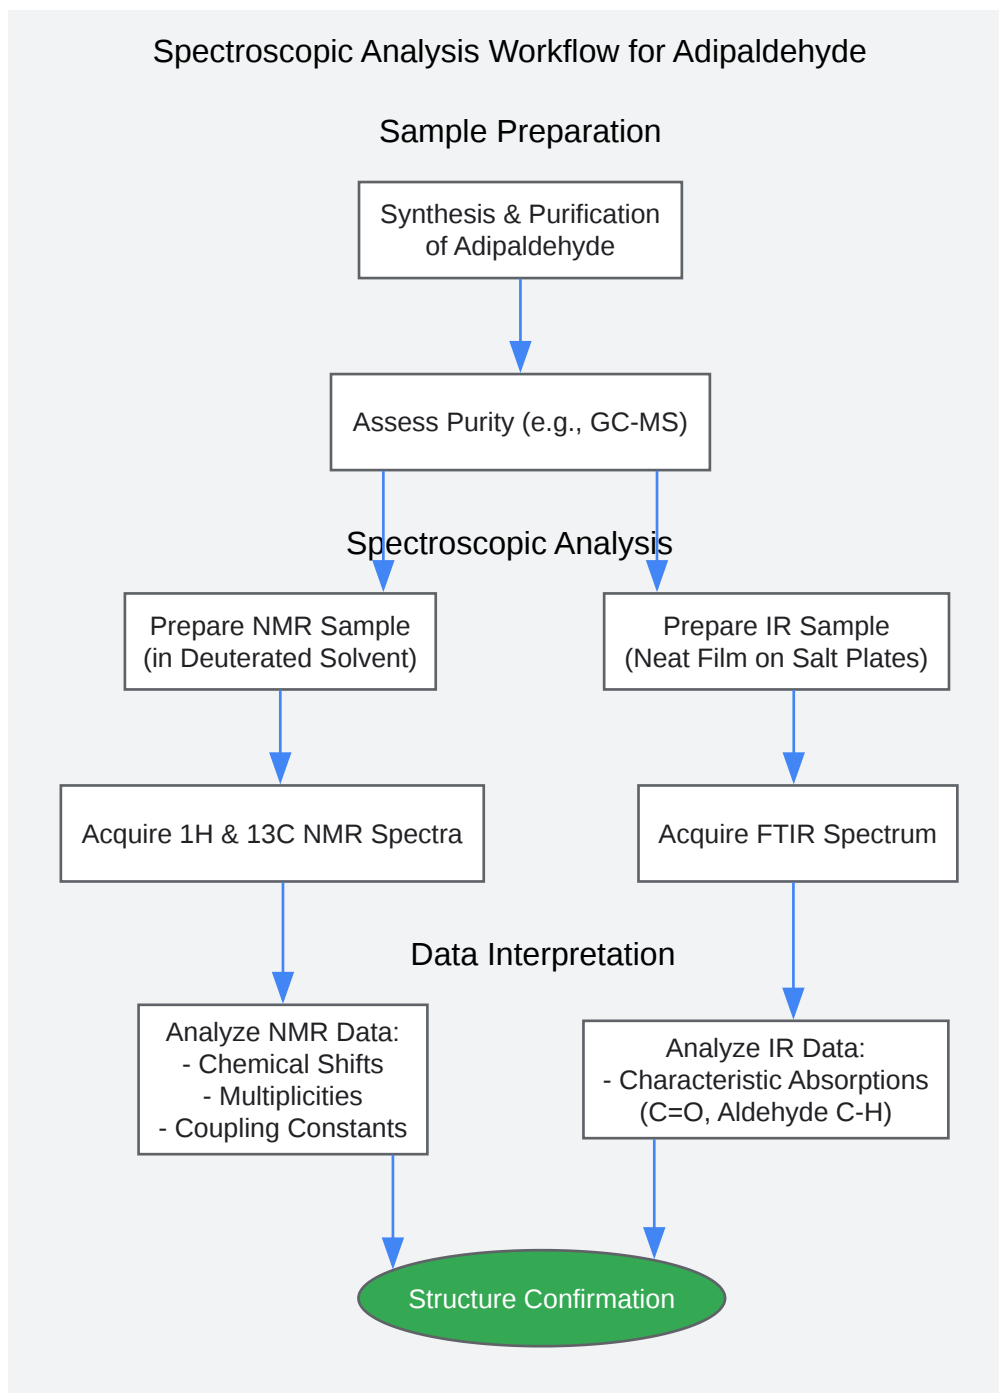 Spectroscopic Analysis Workflow for Adipaldehyde
Sample Preparation
Synthesis & Purification
of Adipaldehyde
Assess Purity (e.g., GC-MS)
Spectroscopic Analysis
Prepare NMR Sample
(in Deuterated Solvent)
Prepare IR Sample
(Neat Film on Salt Plates)
Acquire 1H & 13C NMR Spectra
Acquire FTIR Spectrum
Data Interpretation
Analyze NMR Data:
- Chemical Shifts
- Multiplicities
- Coupling Constants
Analyze IR Data:
- Characteristic Absorptions
(C=O, Aldehyde C-H)
Structure Confirmation